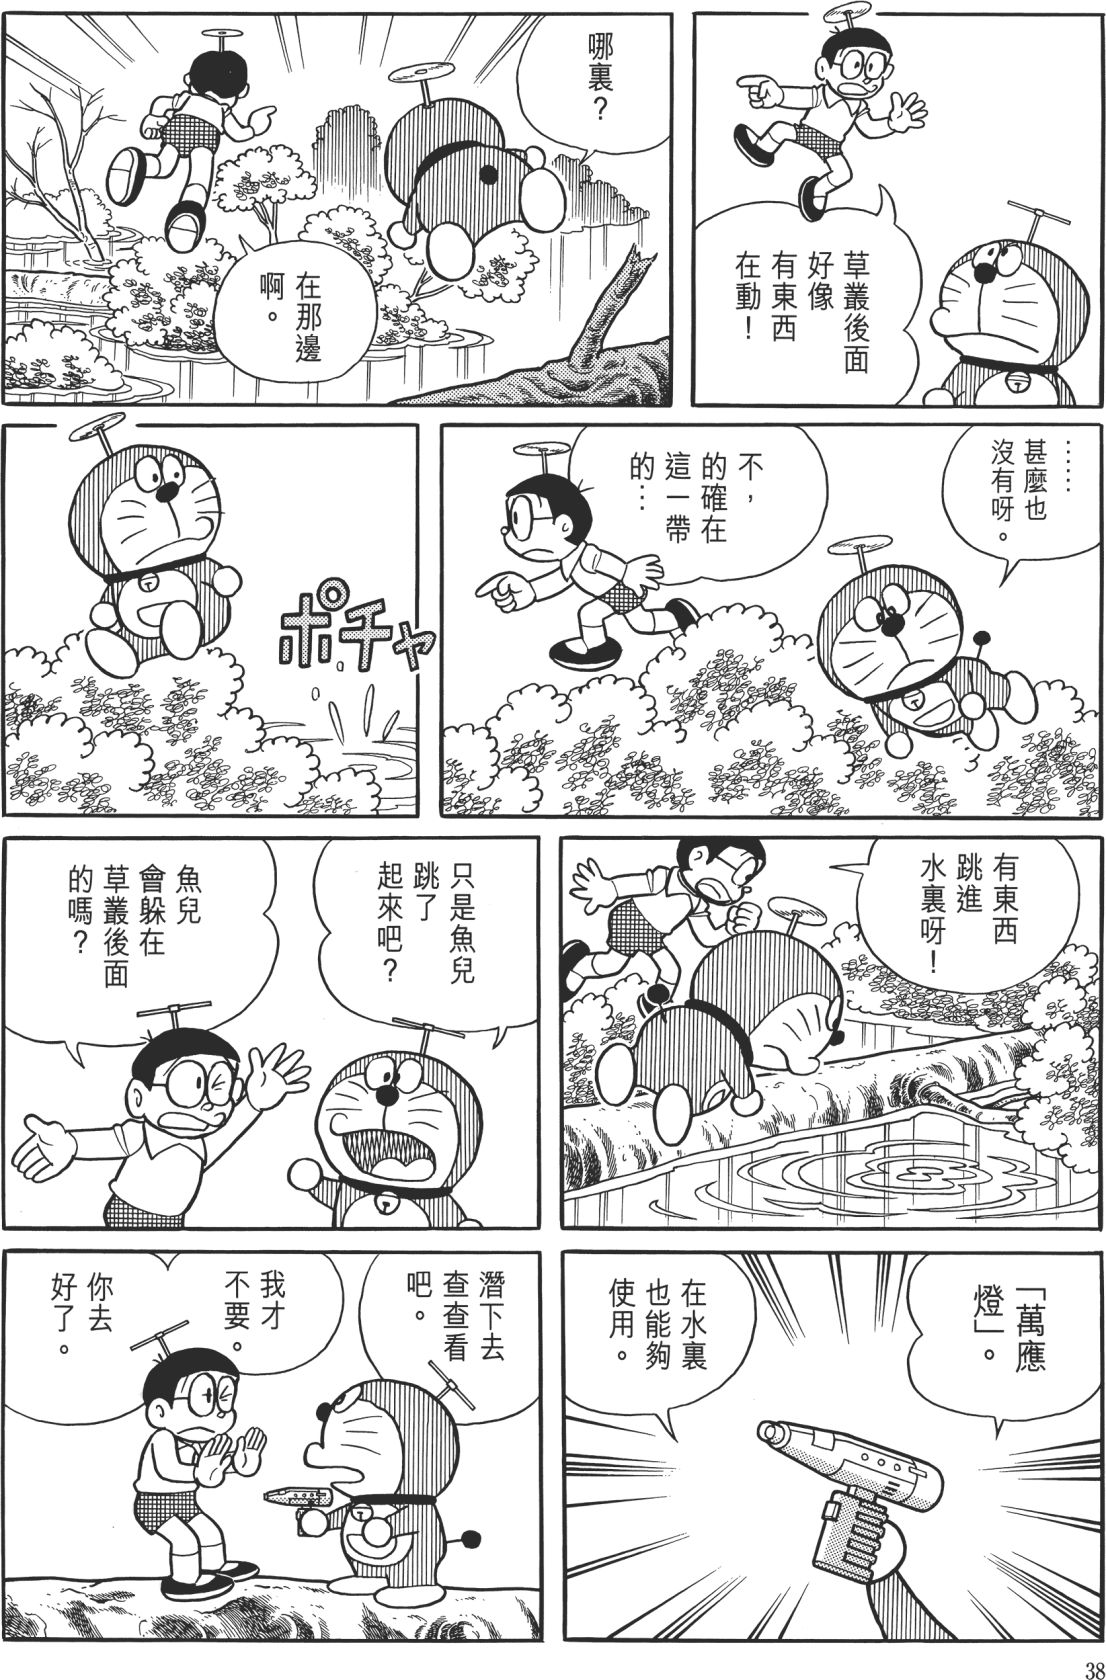 草叢後面
好像
有東西
在動！
哪裏？
在那邊
啊。
……
甚麼也
沒有呀。
不，
的確在
這一帶
的…
ポチャ
有東西
跳進
水裏呀！
只是魚兒
跳了
起來吧？
魚兒
會躲在
草叢後面
的嗎？
「萬應
燈」。
在水裏
也能夠
使用。
潛下去
查查看
吧。
我才
不要。
你去
好了。
38